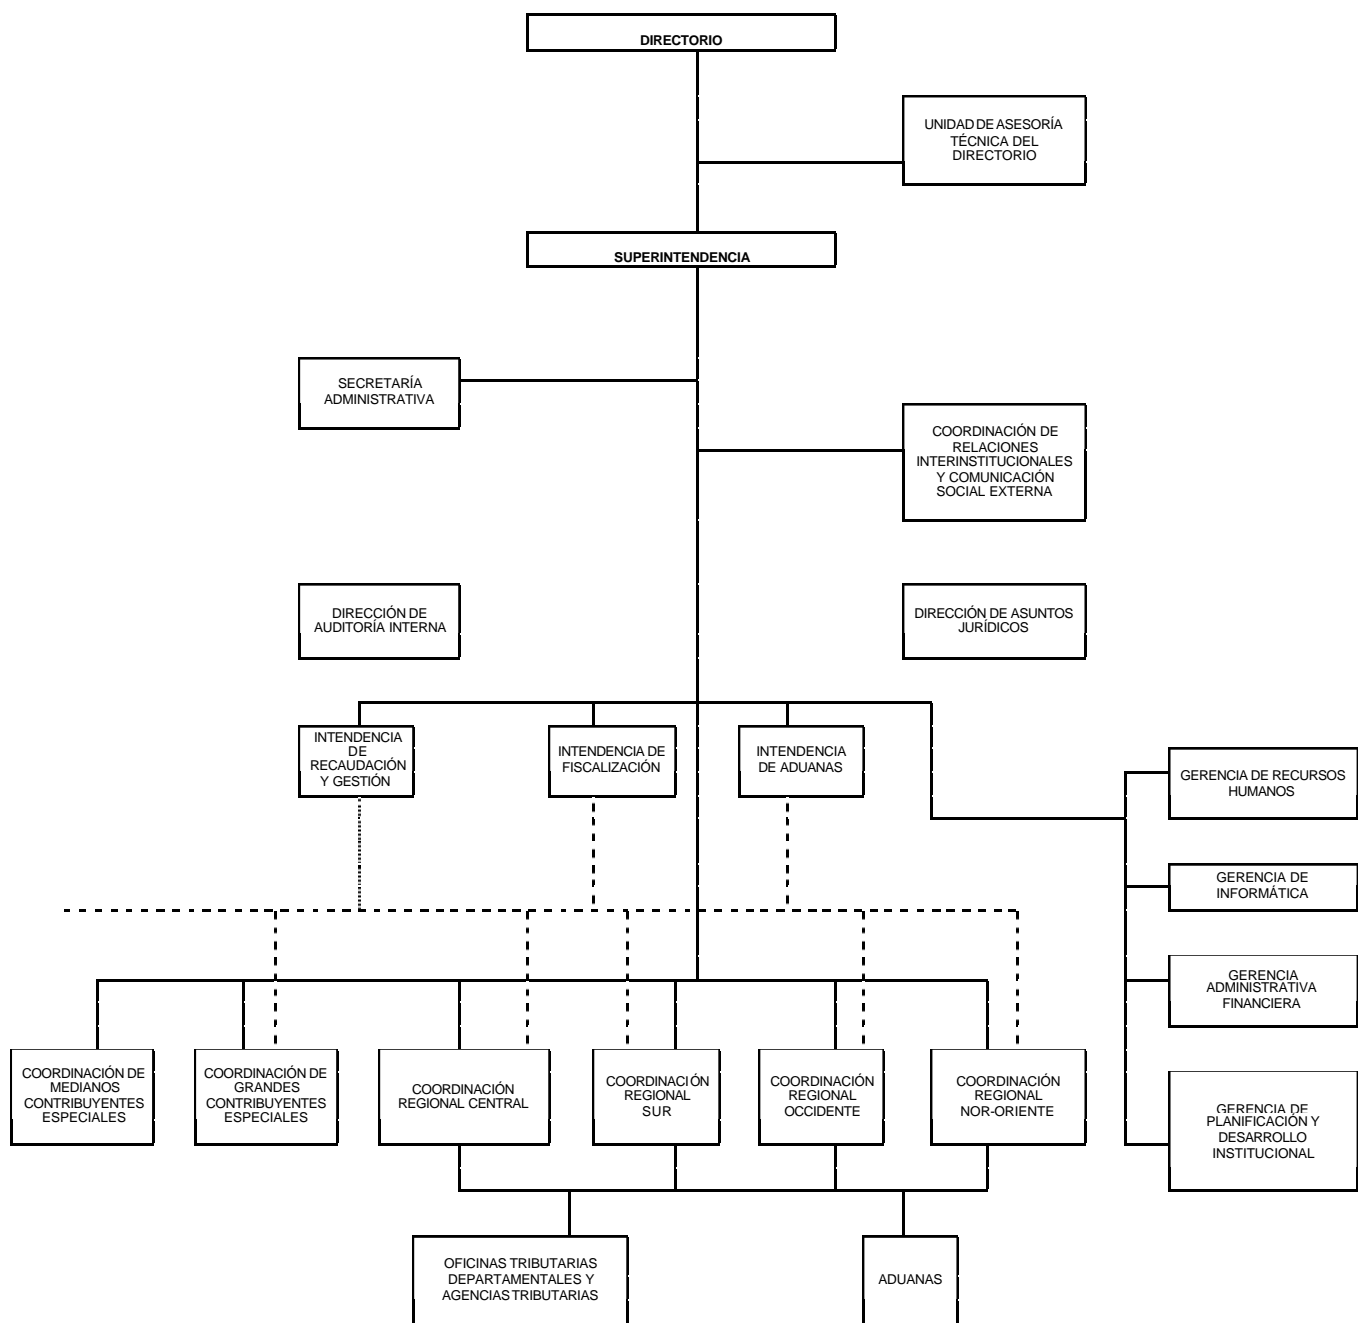 DIRECTORIO
UNIDAD DE ASESORÍA
TÉCNICA DEL
DIRECTORIO
SUPERINTENDENCIA
SECRETARÍA
ADMINISTRATIVA
COORDINACIÓN DE
RELACIONES
INTERINSTITUCIONALES
Y COMUNICACIÓN
SOCIAL EXTERNA
DIRECCIÓN DE
AUDITORÍA INTERNA
DIRECCIÓN DE ASUNTOS
JURÍDICOS
INTENDENCIA
DE
RECAUDACIÓN
Y GESTIÓN
INTENDENCIA DE
FISCALIZACIÓN
INTENDENCIA
DE ADUANAS
GERENCIA DE RECURSOS
HUMANOS
GERENCIA DE
INFORMÁTICA
GERENCIA
ADMINISTRATIVA
FINANCIERA
GERENCIA DE
PLANIFICACIÓN Y
DESARROLLO
INSTITUCIONAL
COORDINACIÓN DE
MEDIANOS
CONTRIBUYENTES
ESPECIALES
COORDINACIÓN DE
GRANDES
CONTRIBUYENTES
ESPECIALES
COORDINACIÓN
REGIONAL CENTRAL
COORDINACIÓN
REGIONAL
SUR
COORDINACIÓN
REGIONAL
OCCIDENTE
COORDINACIÓN
REGIONAL
NOR-ORIENTE
OFICINAS TRIBUTARIAS
DEPARTAMENTALES Y
AGENCIAS TRIBUTARIAS
ADUANAS